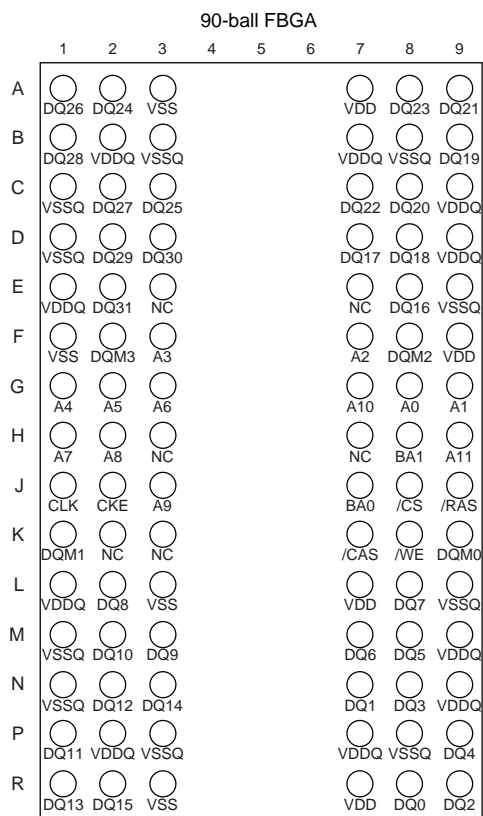 90-ball FBGA
1 2 3 4 5 6 7 8 9
A
DQ26 DQ24 VSS VDD DQ23 DQ21
B
DQ28 VDDQ VSSQ VDDQ VSSQ DQ19
C
VSSQ DQ27 DQ25 DQ22 DQ20 VDDQ
D
VSSQ DQ29 DQ30 DQ17 DQ18 VDDQ
E
VDDQ DQ31 NC NC DQ16 VSSQ
F
VSS DQM3 A3 A2 DQM2 VDD
G
A4 A5 A6 A10 A0 A1
H
A7 A8 NC NC BA1 A11
J
CLK CKE A9 BA0 /CS /RAS
K
DQM1 NC NC /CAS /WE DQM0
L
VDDQ DQ8 VSS VDD DQ7 VSSQ
M
VSSQ DQ10 DQ9 DQ6 DQ5 VDDQ
N
VSSQ DQ12 DQ14 DQ1 DQ3 VDDQ
P
DQ11 VDDQ VSSQ VDDQ VSSQ DQ4
R
DQ13 DQ15 VSS VDD DQ0 DQ2